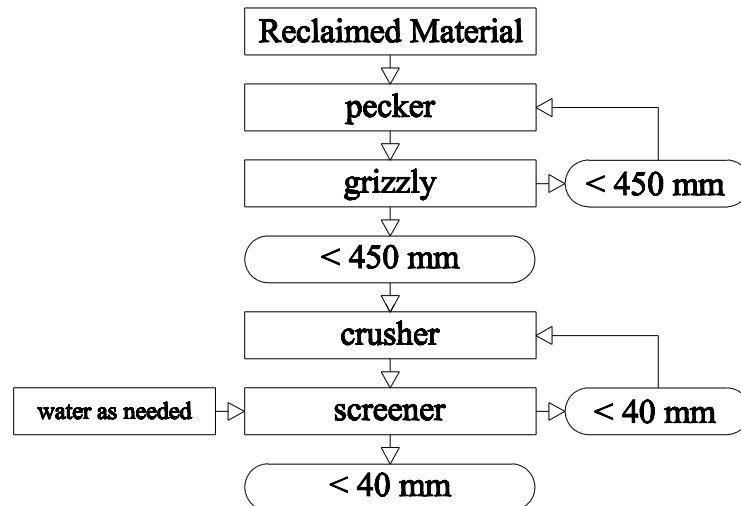 Reclaimed Material
pecker
grizzly
< 450 mm
< 450 mm
crusher
water as needed
screener
< 40 mm
< 40 mm